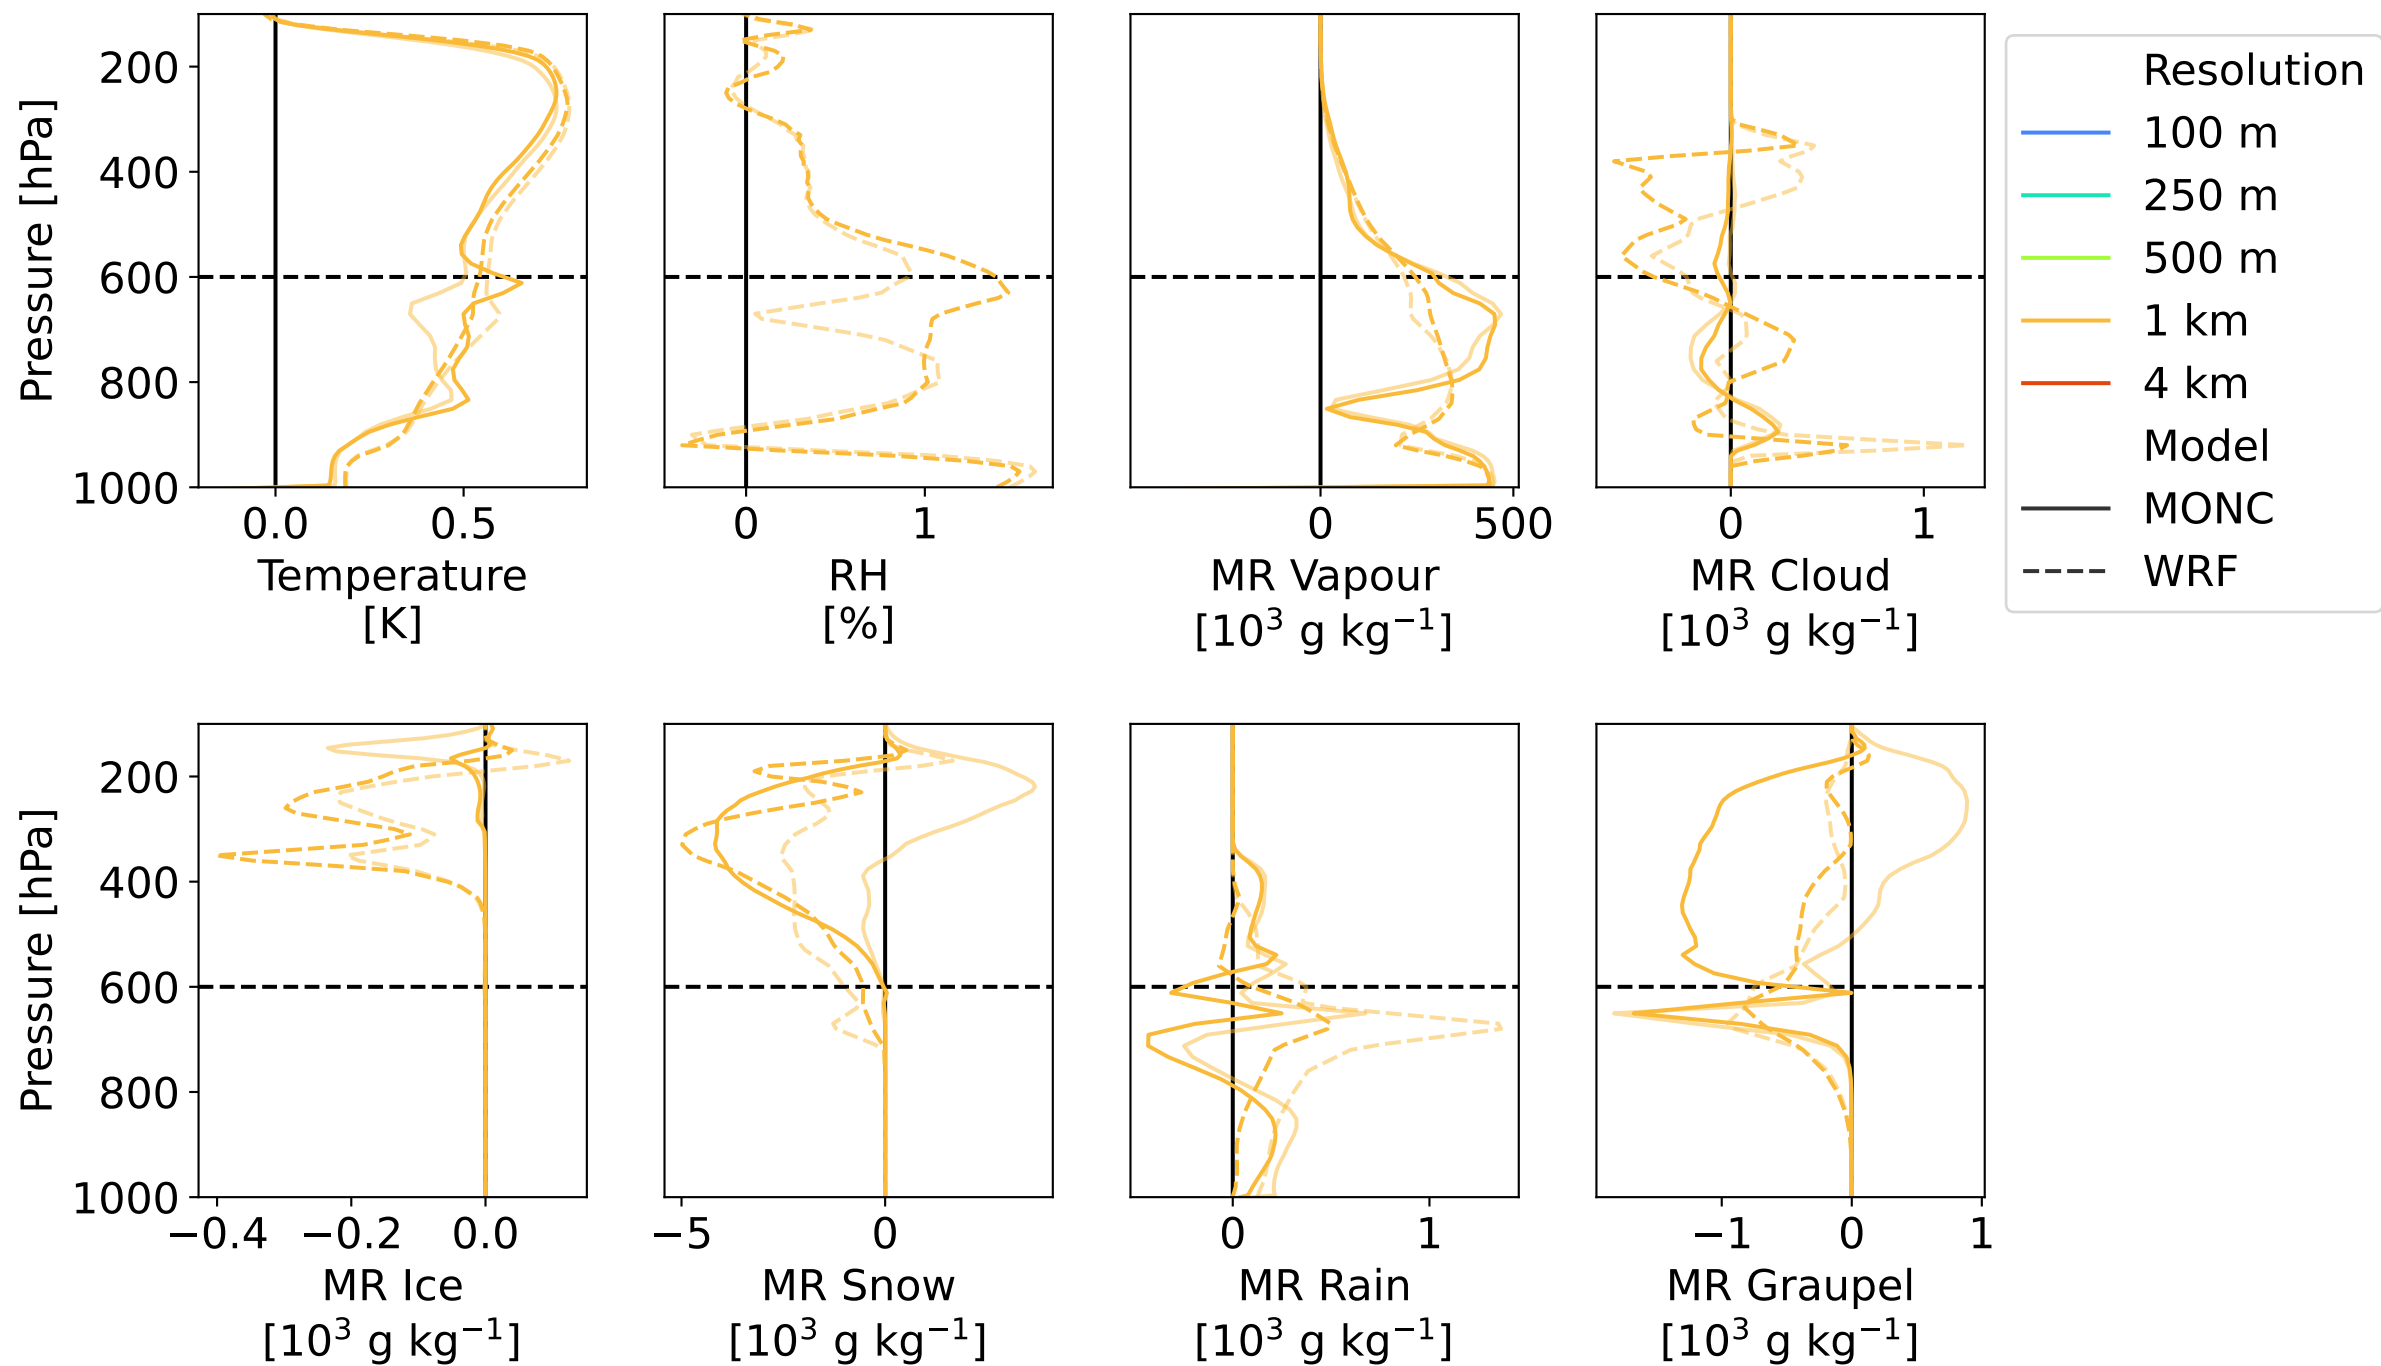 Pressure [hPa]
200
400
600
800
1000
0.0 0.5
Temperature
[K]
0 1
RH
[%]
0 500
MR Vapour
[10³ g kg⁻¹]
0 1
MR Cloud
[10³ g kg⁻¹]
Resolution
100 m
250 m
500 m
1 km
4 km
Model
MONC
WRF
Pressure [hPa]
200
400
600
800
1000
−0.4 −0.2 0.0
MR Ice
[10³ g kg⁻¹]
−5 0
MR Snow
[10³ g kg⁻¹]
0 1
MR Rain
[10³ g kg⁻¹]
−1 0 1
MR Graupel
[10³ g kg⁻¹]